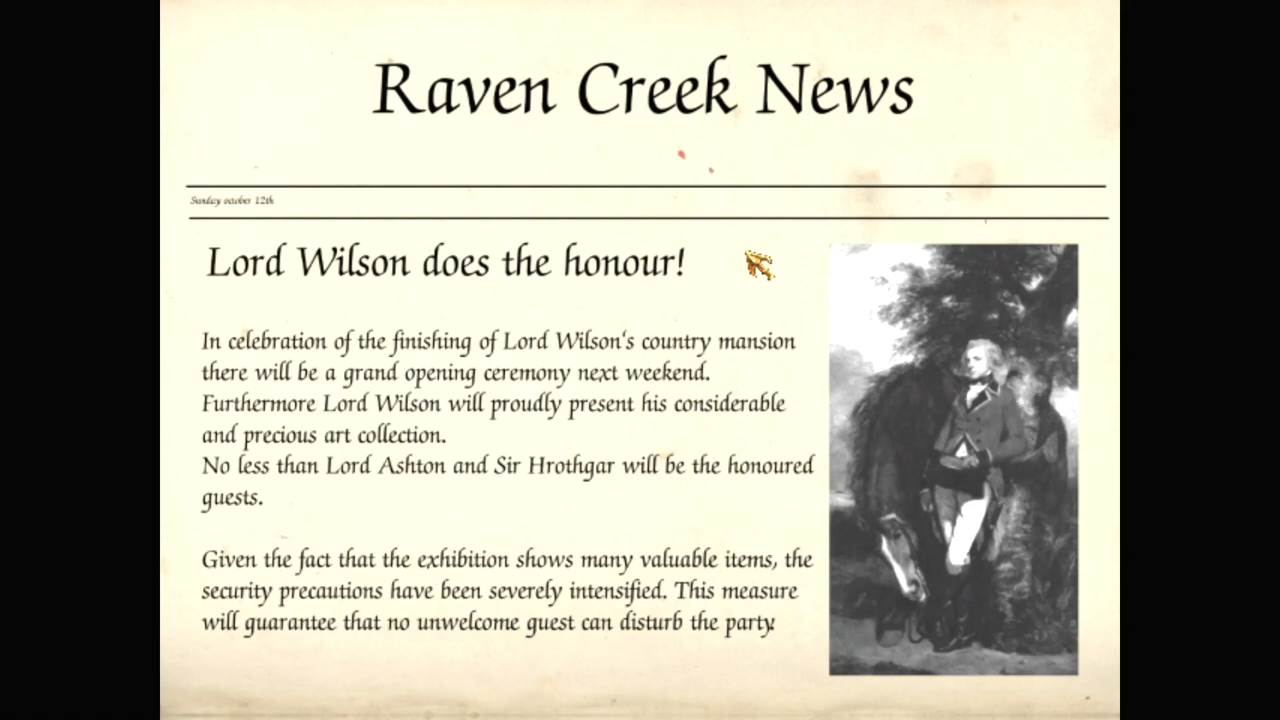 Raven Creek News
Sunday october 12th
Lord Wilson does the honour!
In celebration of the finishing of Lord Wilson's country mansion
there will be a grand opening ceremony next weekend.
Furthermore Lord Wilson will proudly present his considerable
and precious art collection.
No less than Lord Ashton and Sir Hrothgar will be the honoured
guests.
Given the fact that the exhibition shows many valuable items, the
security precautions have been severely intensified. This measure
will guarantee that no unwelcome guest can disturb the party.